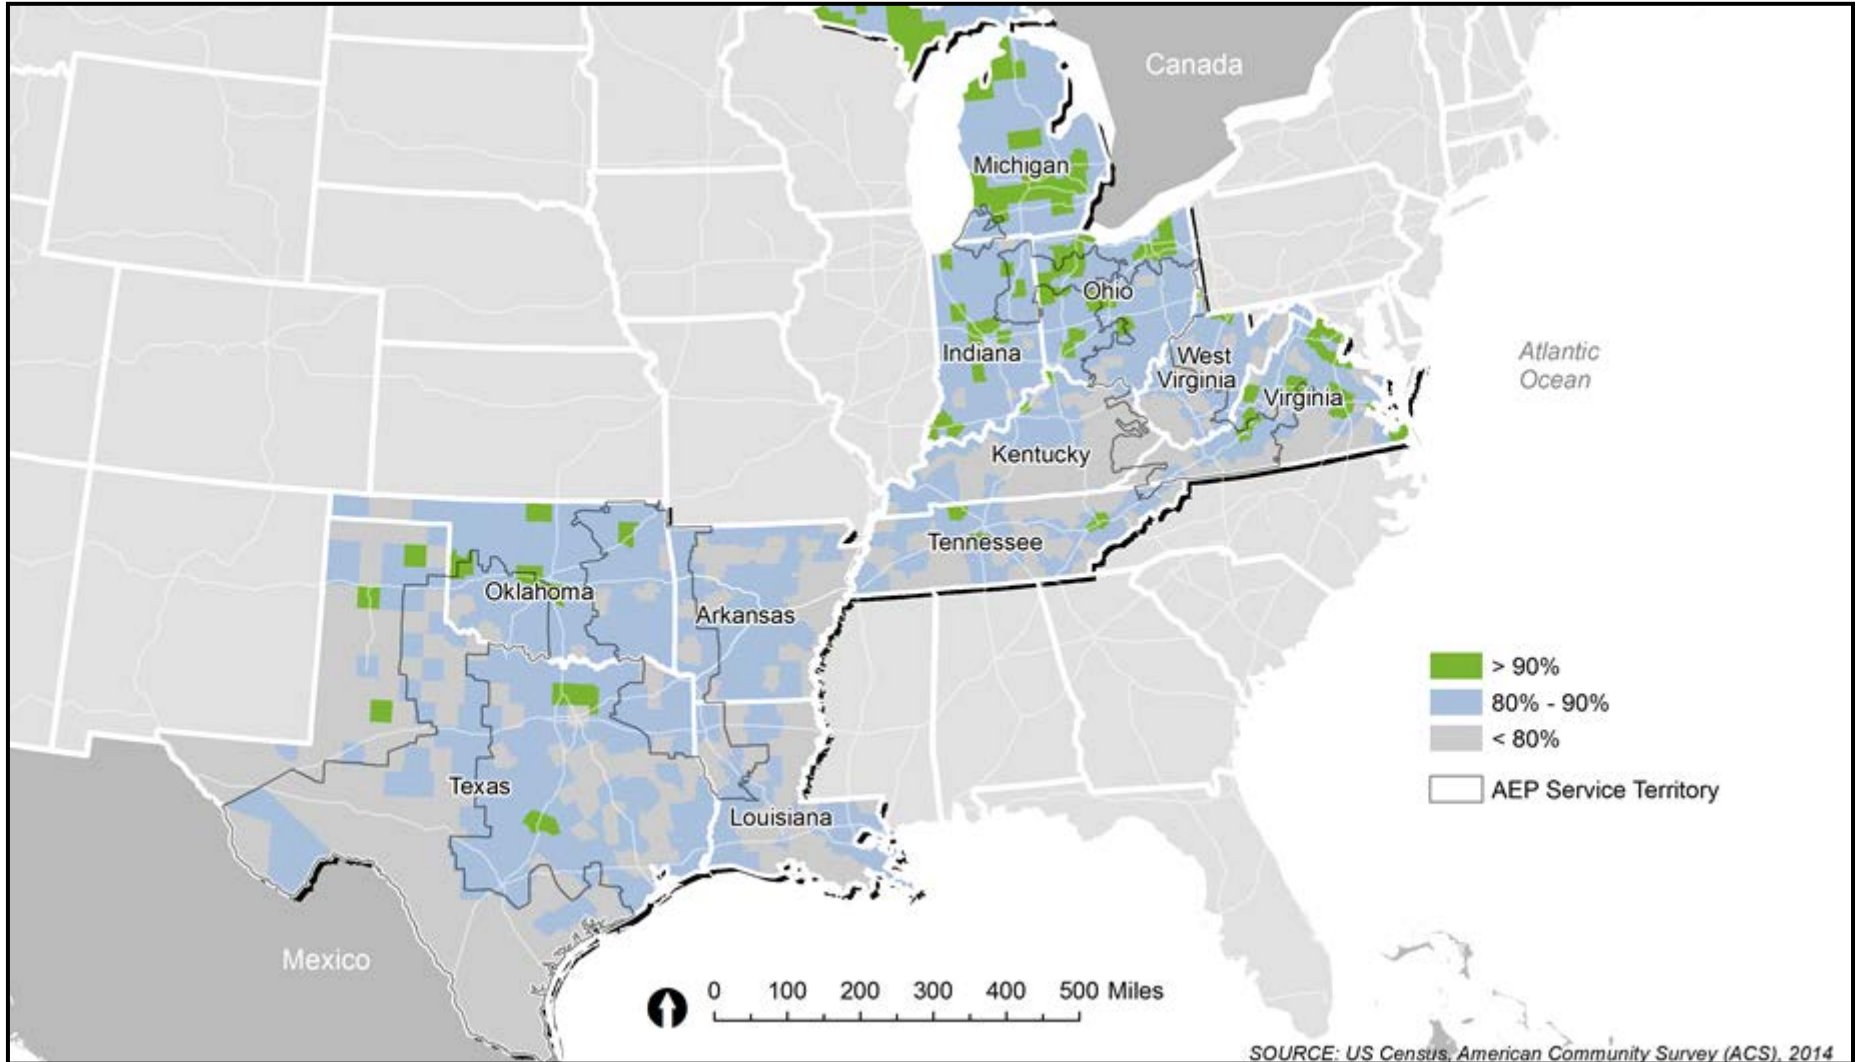 Canada
Michigan
Ohio
Indiana
West
Virginia
Virginia
Atlantic
Ocean
Kentucky
Tennessee
Oklahoma
Arkansas
Texas
Louisiana
Mexico
> 90%
80% - 90%
< 80%
AEP Service Territory
0 100 200 300 400 500 Miles
SOURCE: US Census, American Community Survey (ACS), 2014